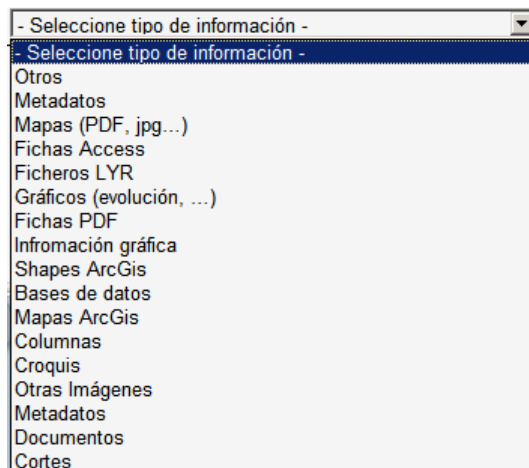 - Seleccione tipo de información -
- Seleccione tipo de información -
Otros
Metadatos
Mapas (PDF, jpg...)
Fichas Access
Ficheros LYR
Gráficos (evolución, ...)
Fichas PDF
Infromación gráfica
Shapes ArcGis
Bases de datos
Mapas ArcGis
Columnas
Croquis
Otras Imágenes
Metadatos
Documentos
Cortes